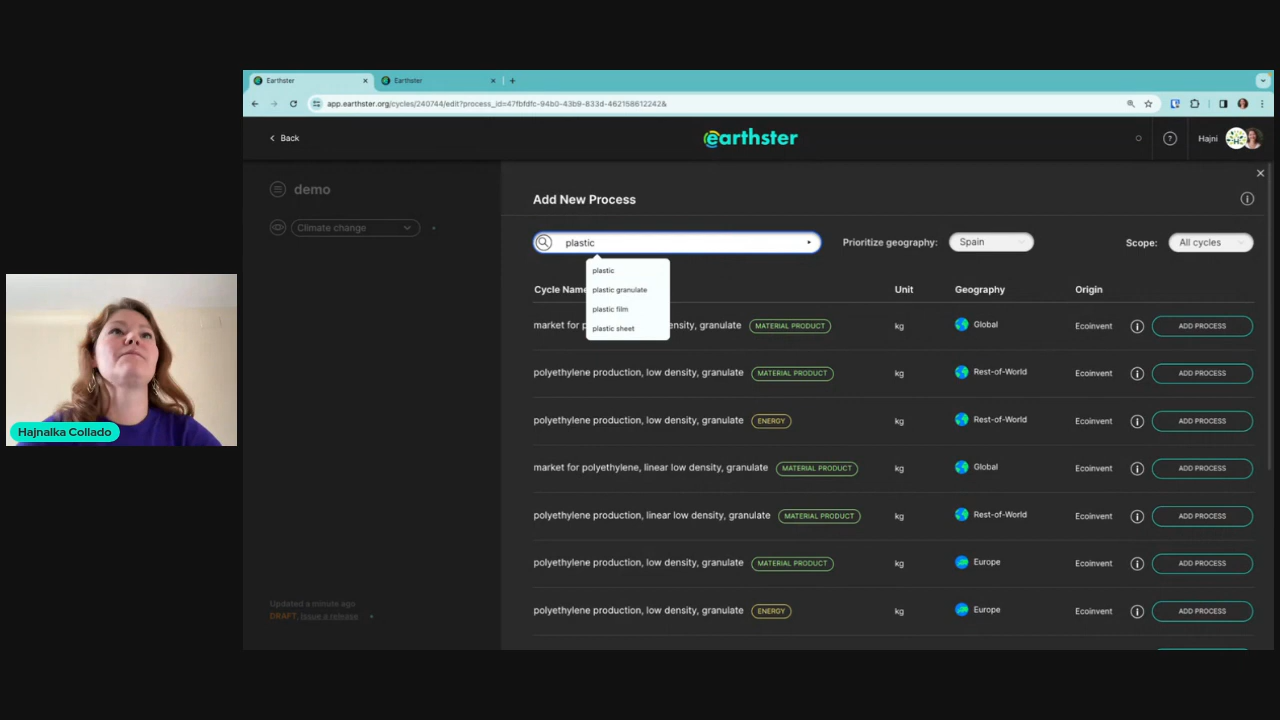 Earthster
Earthster
app.earthster.org/cycles/240744/edit?process_id=47fbfdfc-94b0-43b9-833d-462158612242&
Back
earthster
Hajni
demo
Climate change
Add New Process
plastic
Prioritize geography:
Spain
Scope:
All cycles
plastic
plastic granulate
plastic film
plastic sheet
Cycle Name
Unit
Geography
Origin
market for p
ensity, granulate
MATERIAL PRODUCT
kg
Global
Ecoinvent
ADD PROCESS
polyethylene production, low density, granulate
MATERIAL PRODUCT
kg
Rest-of-World
Ecoinvent
ADD PROCESS
polyethylene production, low density, granulate
ENERGY
kg
Rest-of-World
Ecoinvent
ADD PROCESS
market for polyethylene, linear low density, granulate
MATERIAL PRODUCT
kg
Global
Ecoinvent
ADD PROCESS
polyethylene production, linear low density, granulate
MATERIAL PRODUCT
kg
Rest-of-World
Ecoinvent
ADD PROCESS
polyethylene production, low density, granulate
MATERIAL PRODUCT
kg
Europe
Ecoinvent
ADD PROCESS
polyethylene production, low density, granulate
ENERGY
kg
Europe
Ecoinvent
ADD PROCESS
Updated a minute ago
DRAFT. Issue a release
Hajnalka Collado